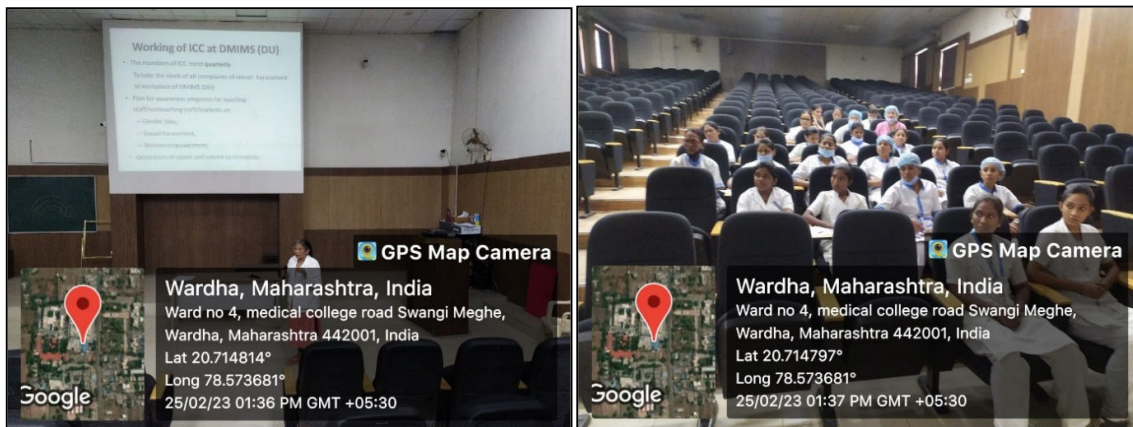 Working of ICC at DMIMS (DU)
• The members of ICC meet quarterly
To take the stock of all complaints of sexual harassment
at workplace of DMIMS (DU)
• Plan for awareness programs for teaching
staff/nonteaching staff/students on
— Gender bias,
— Sexual harassment,
— Women empowerment,
• Generation of report and submit to University.
GPS Map Camera
Wardha, Maharashtra, India
Ward no 4, medical college road Swangi Meghe,
Wardha, Maharashtra 442001, India
Lat 20.714814°
Long 78.573681°
25/02/23 01:36 PM GMT +05:30
Google
GPS Map Camera
Wardha, Maharashtra, India
Ward no 4, medical college road Swangi Meghe,
Wardha, Maharashtra 442001, India
Lat 20.714797°
Long 78.573681°
25/02/23 01:37 PM GMT +05:30
Google